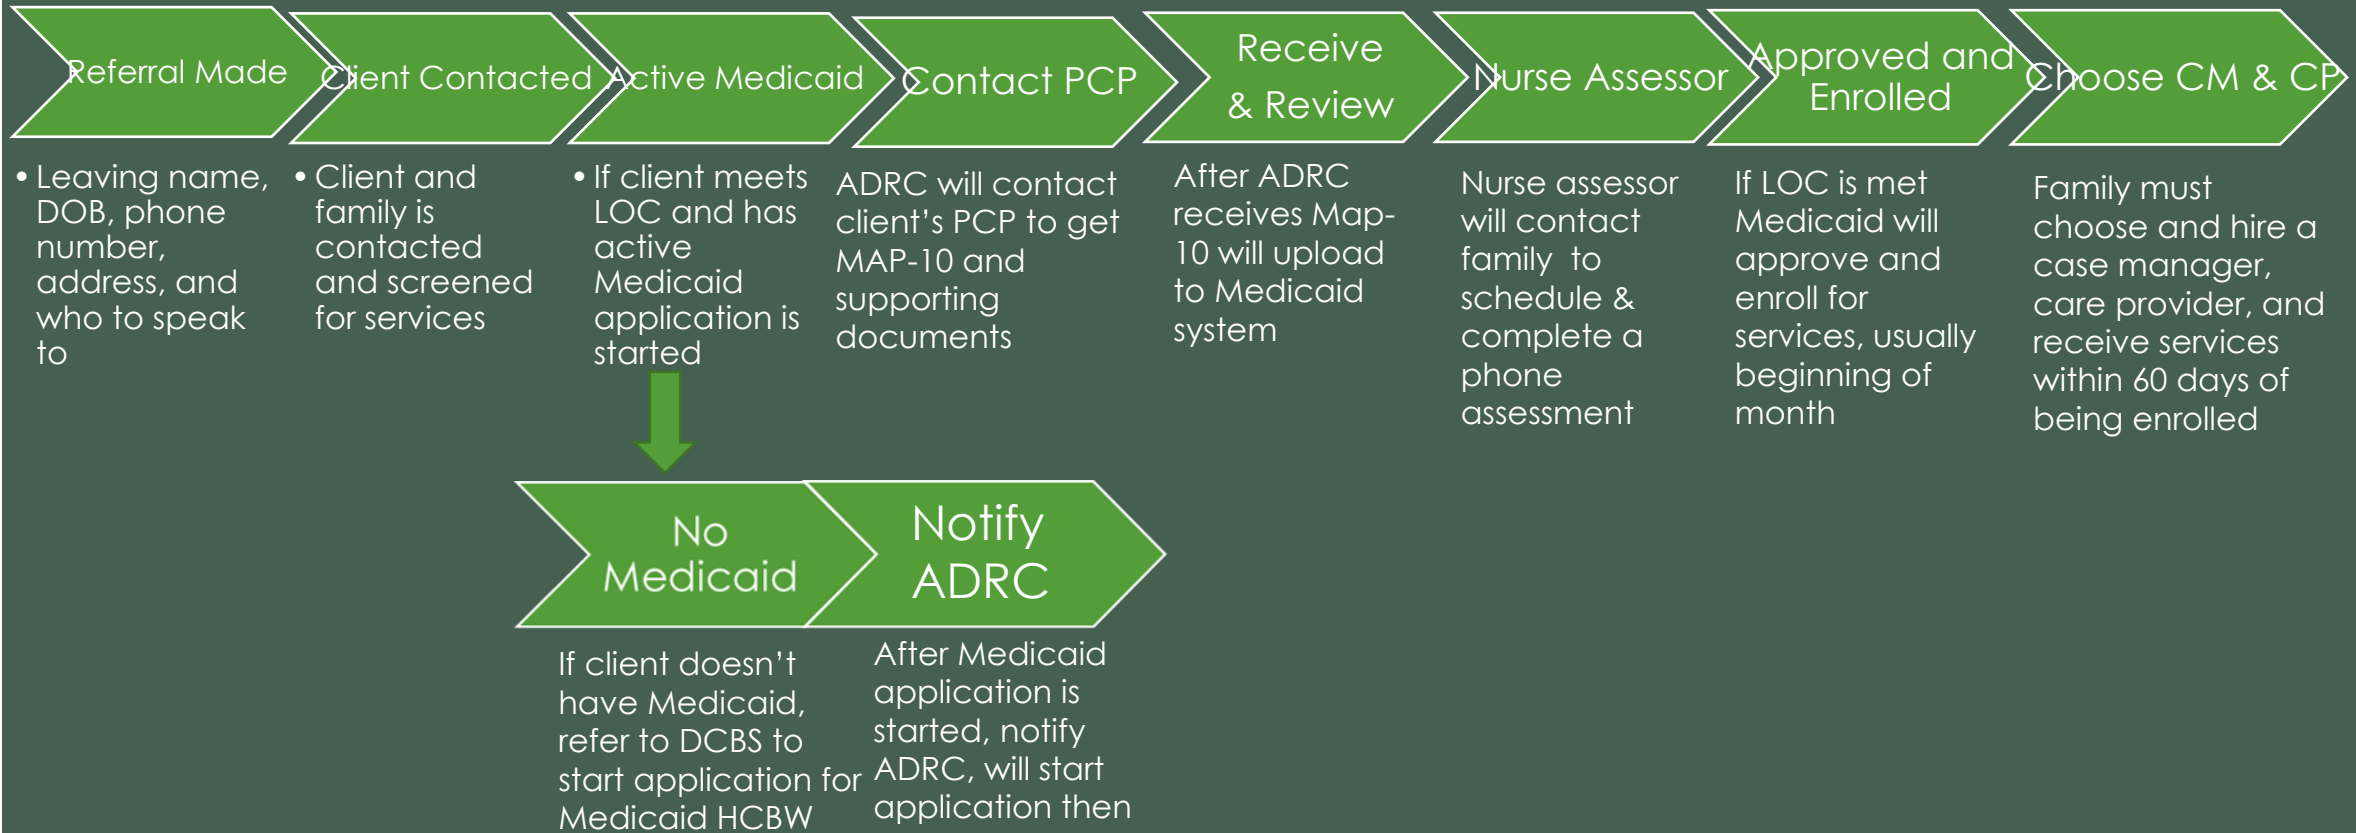 Referral Made
Client Contacted
Active Medicaid
Contact PCP
Receive
& Review
Nurse Assessor
Approved and
Enrolled
Choose CM & CP
• Leaving name,
DOB, phone
number,
address, and
who to speak
to
• Client and
family is
contacted
and screened
for services
• If client meets
LOC and has
active
Medicaid
application is
started
ADRC will contact
client’s PCP to get
MAP-10 and
supporting
documents
After ADRC
receives Map-
10 will upload
to Medicaid
system
Nurse assessor
will contact
family to
schedule &
complete a
phone
assessment
If LOC is met
Medicaid will
approve and
enroll for
services, usually
beginning of
month
Family must
choose and hire a
case manager,
care provider, and
receive services
within 60 days of
being enrolled
No
Medicaid
Notify
ADRC
If client doesn’t
have Medicaid,
refer to DCBS to
start application for
Medicaid HCBW
After Medicaid
application is
started, notify
ADRC, will start
application then